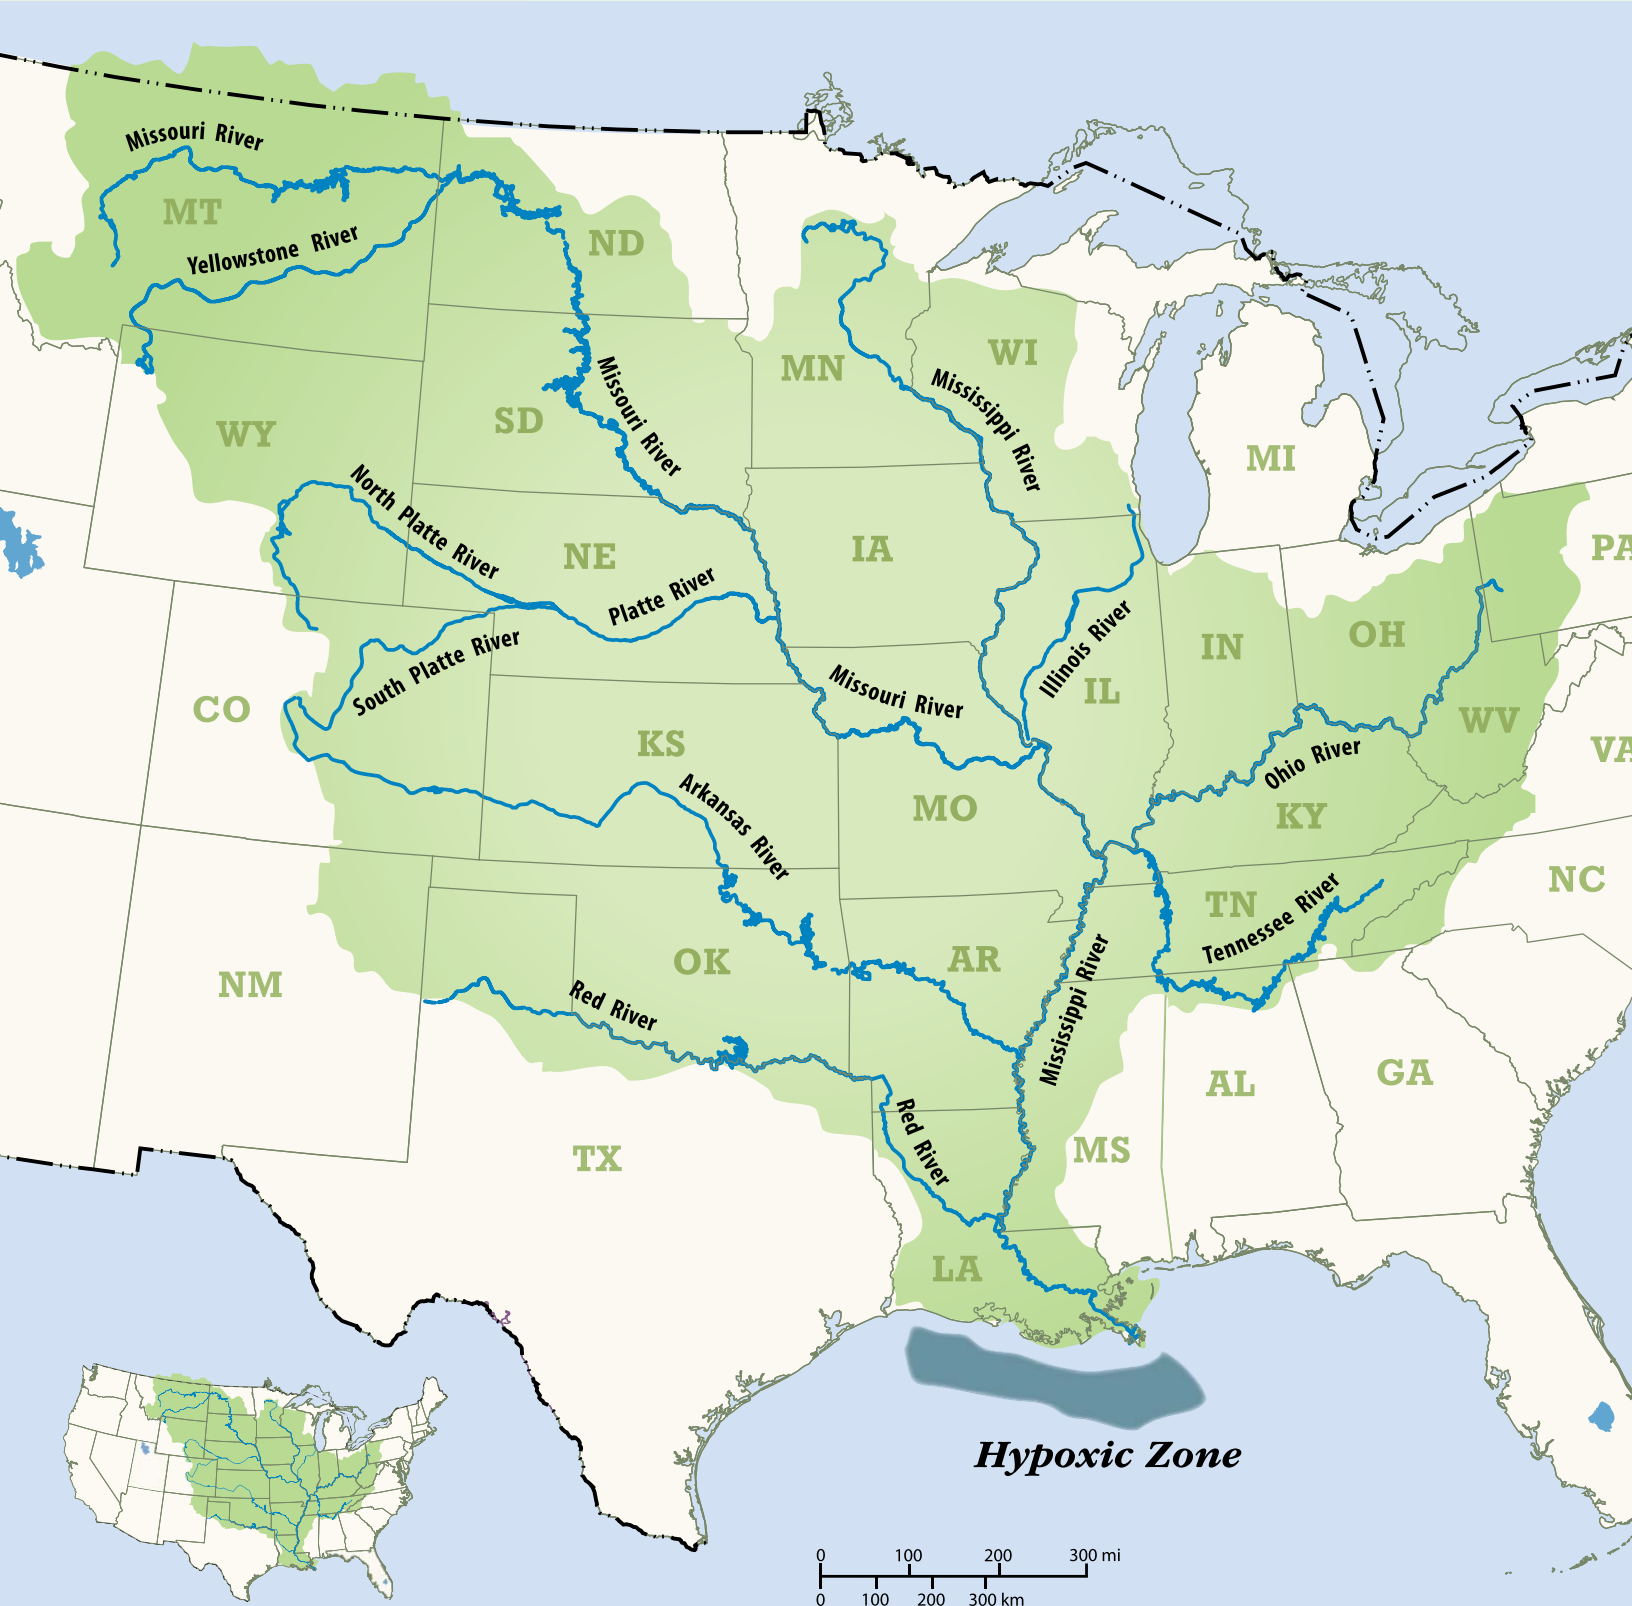 Missouri River
MT
Yellowstone River
ND
MN
WI
Mississippi River
Missouri River
SD
WY
MI
North Platte River
NE
IA
PA
Platte River
Illinois River
South Platte River
IN
OH
CO
Missouri River
IL
WV
KS
VA
Ohio River
Arkansas River
MO
KY
NC
TN
Tennessee River
OK
AR
NM
Mississippi River
Red River
GA
AL
Red River
MS
TX
LA
Hypoxic Zone
0 100 200 300 mi
0 100 200 300 km